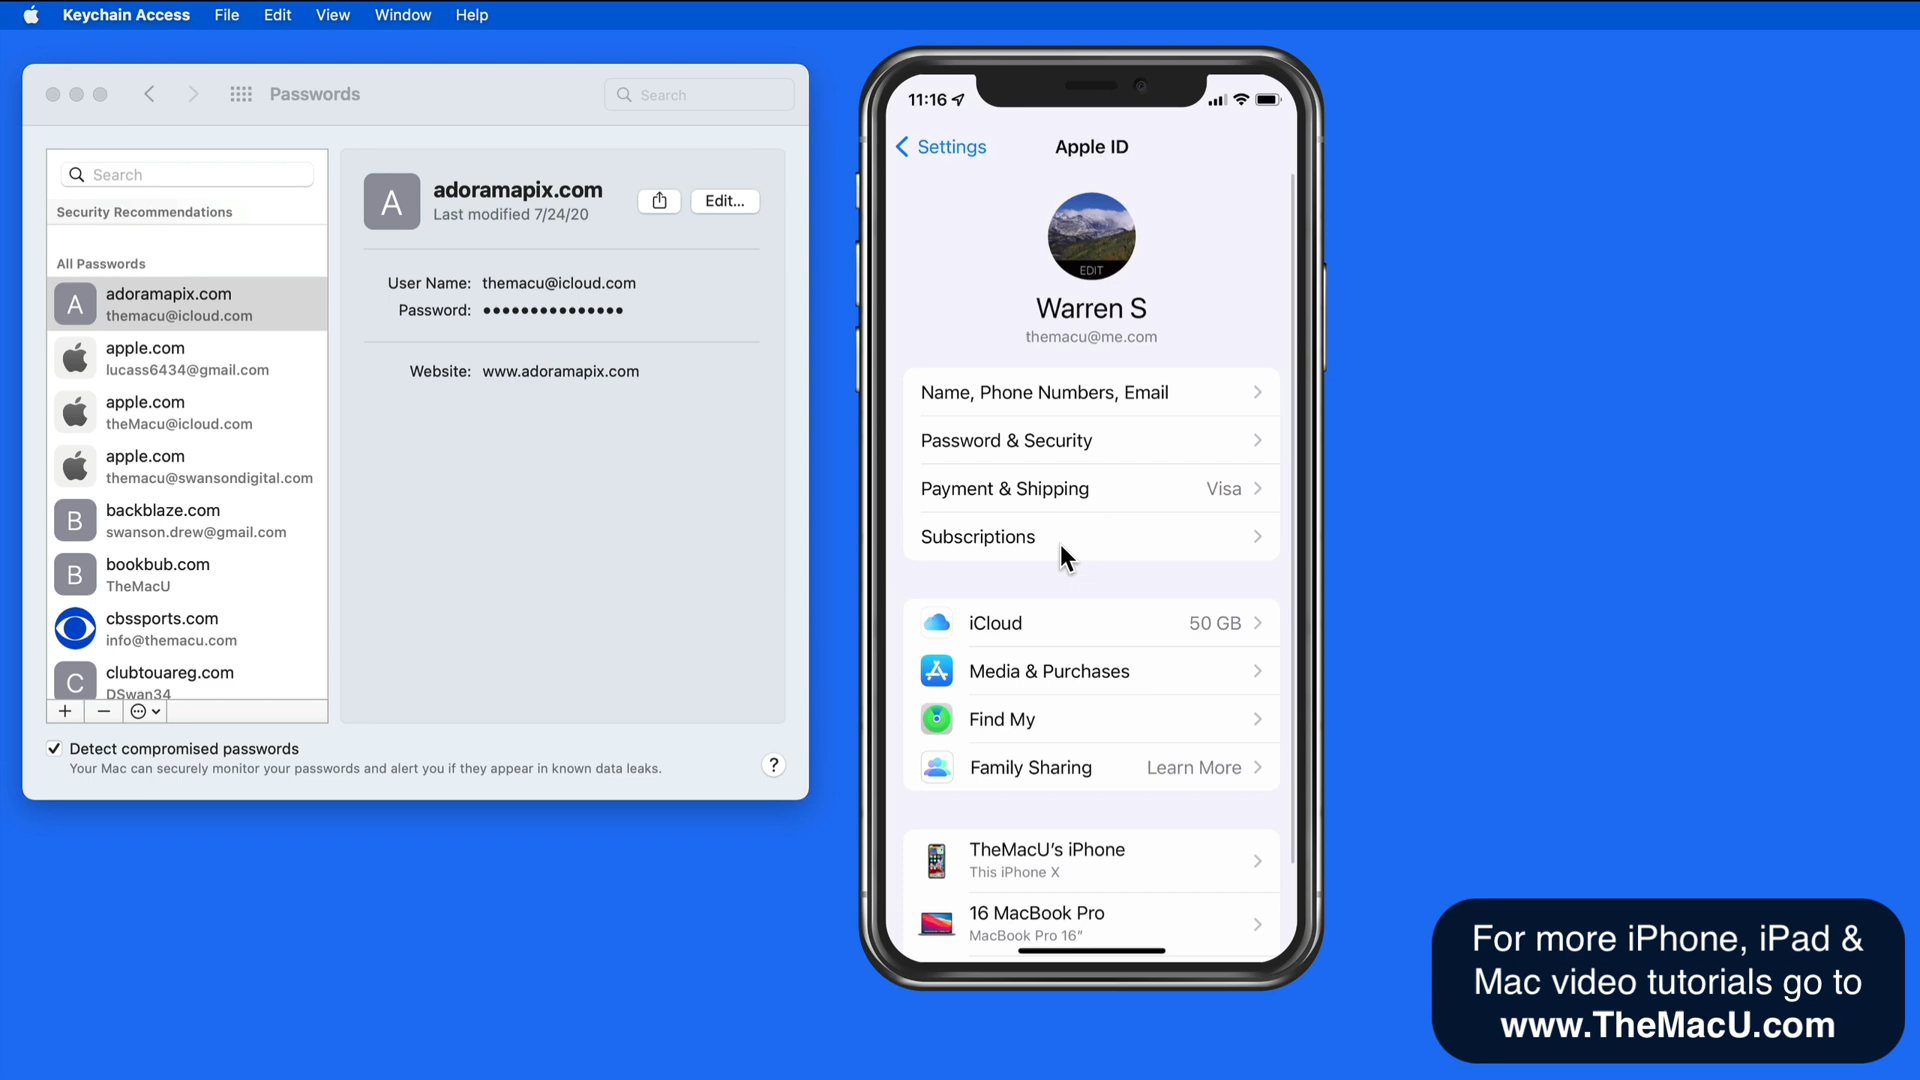 Keychain Access File Edit View Window Help
Passwords
Search
Search
Security Recommendations
All Passwords
A
adoramapix.com
themacu@icloud.com
apple.com
lucass6434@gmail.com
apple.com
theMacu@icloud.com
apple.com
themacu@swansondigital.com
B
backblaze.com
swanson.drew@gmail.com
B
bookbub.com
TheMacU
cbssports.com
info@themacu.com
C
clubtouareg.com
DSwan34
A
adoramapix.com
Last modified 7/24/20
Edit...
User Name: themacu@icloud.com
Password: •••••••••••••••
Website: www.adoramapix.com
Detect compromised passwords
Your Mac can securely monitor your passwords and alert you if they appear in known data leaks.
?
11:16
Settings
Apple ID
EDIT
Warren S
themacu@me.com
Name, Phone Numbers, Email
Password & Security
Payment & Shipping Visa
Subscriptions
iCloud 50 GB
Media & Purchases
Find My
Family Sharing Learn More
TheMacU's iPhone
This iPhone X
16 MacBook Pro
MacBook Pro 16"
For more iPhone, iPad &
Mac video tutorials go to
www.TheMacU.com